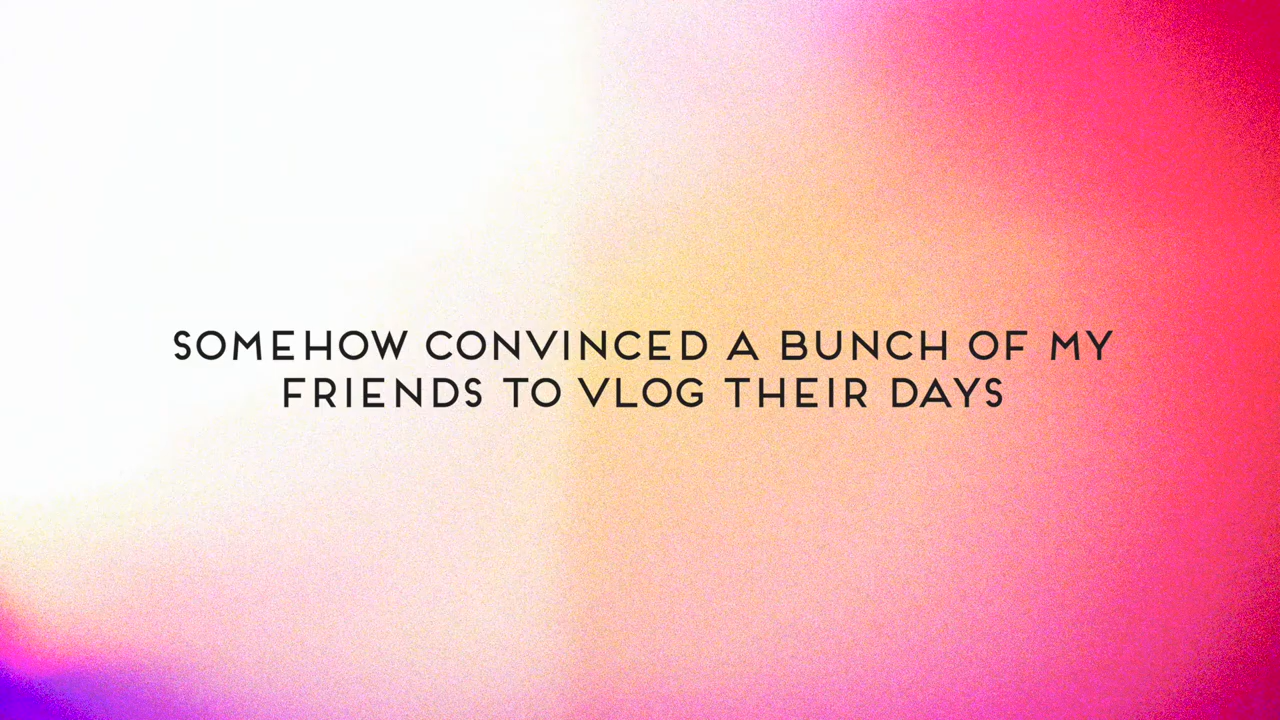 SOMEHOW CONVINCED A BUNCH OF MY
FRIENDS TO VLOG THEIR DAYS